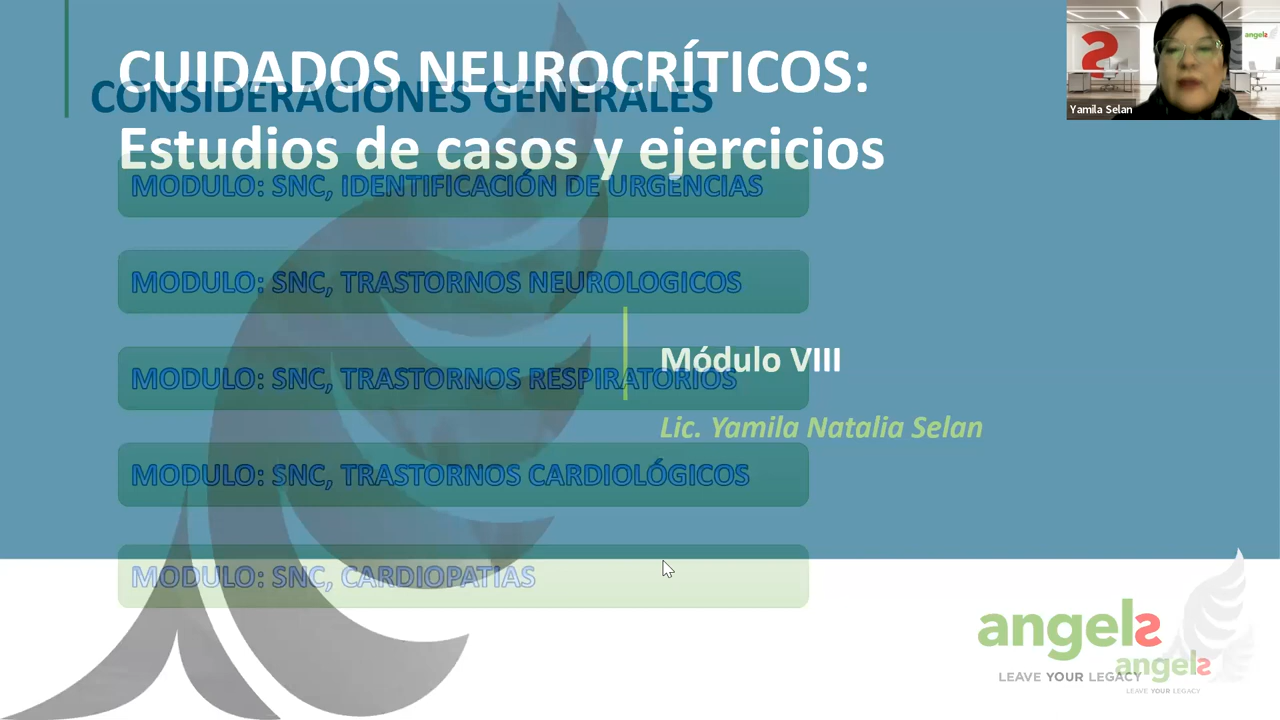 CUIDADOS NEUROCRÍTICOS:
CONSIDERACIONES GENERALES
Estudios de casos y ejercicios
MODULO: SNC, IDENTIFICACIÓN DE URGENCIAS
MODULO: SNC, TRASTORNOS NEUROLOGICOS
Módulo VIII
MODULO: SNC, TRASTORNOS RESPIRATORIOS
Lic. Yamila Natalia Selan
MODULO: SNC, TRASTORNOS CARDIOLÓGICOS
MODULO: SNC, CARDIOPATIAS
angels
LEAVE YOUR LEGACY
angels
LEAVE YOUR LEGACY
angels
Yamila Selan